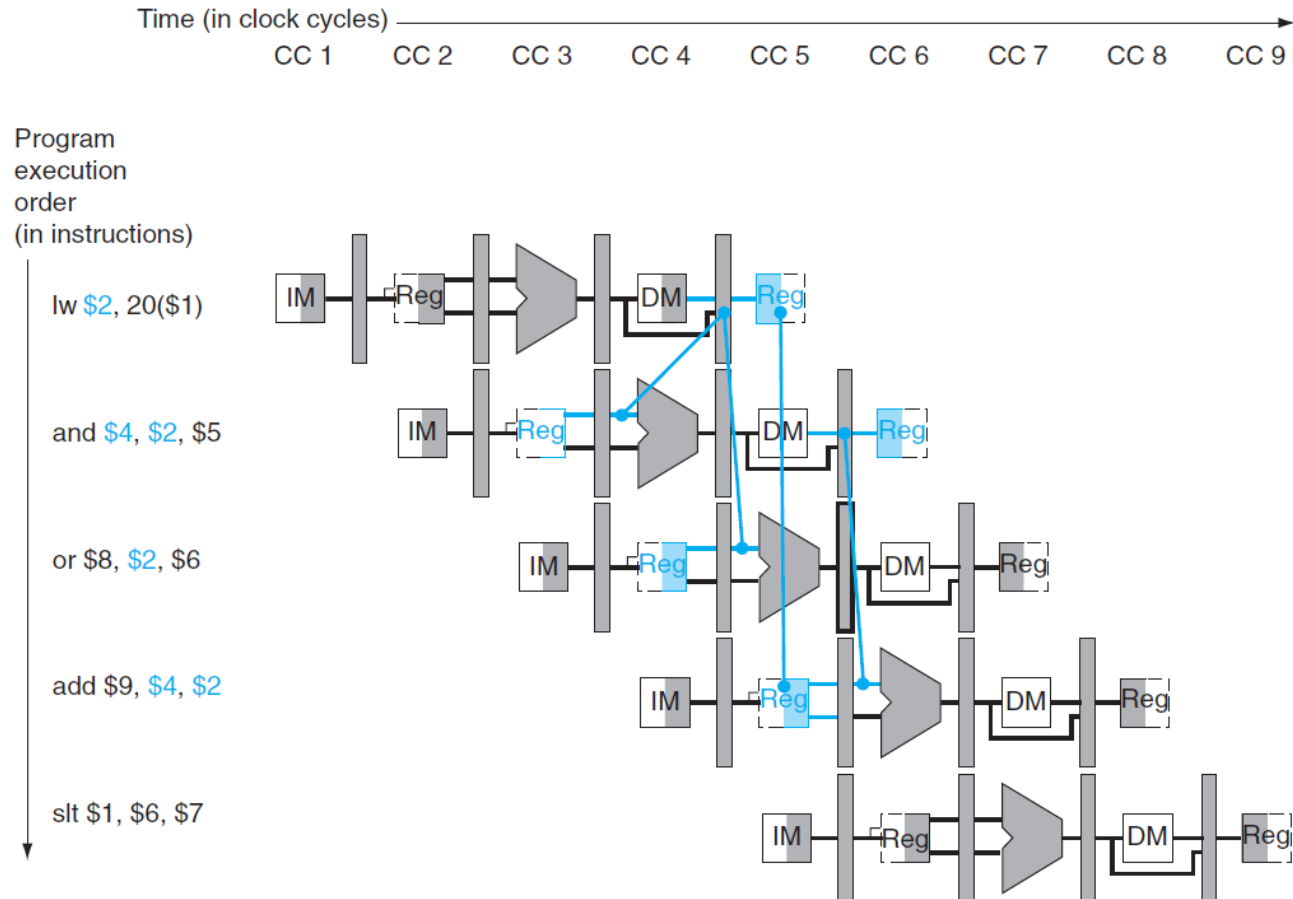 Time (in clock cycles)
CC 1 CC 2 CC 3 CC 4 CC 5 CC 6 CC 7 CC 8 CC 9
Program
execution
order
(in instructions)
lw $2, 20($1)
IM Reg DM Reg
and $4, $2, $5
IM Reg DM Reg
or $8, $2, $6
IM Reg DM Reg
add $9, $4, $2
IM Reg DM Reg
slt $1, $6, $7
IM Reg DM Reg